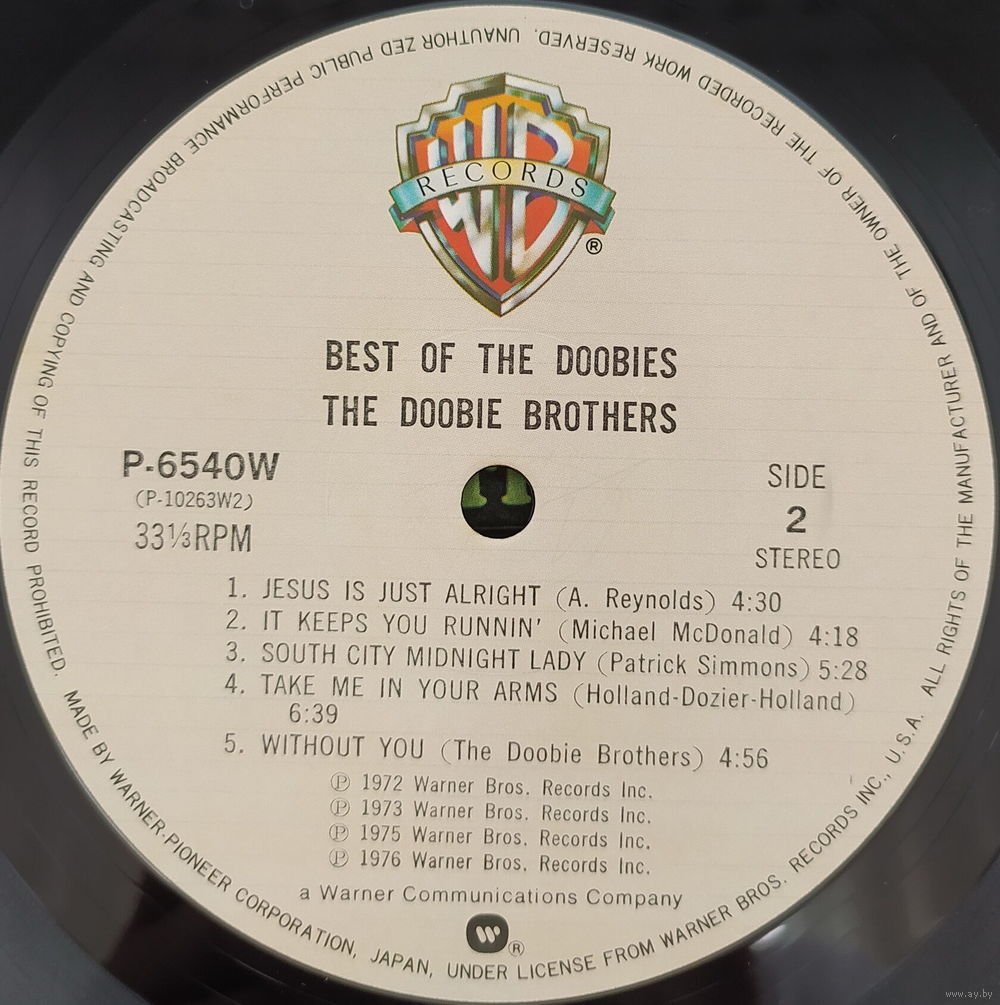 WB
RECORDS
®
BEST OF THE DOOBIES
THE DOOBIE BROTHERS
P-6540W
(P-10263W2)
33⅓RPM
SIDE
2
STEREO
1. JESUS IS JUST ALRIGHT (A. Reynolds) 4:30
2. IT KEEPS YOU RUNNIN' (Michael McDonald) 4:18
3. SOUTH CITY MIDNIGHT LADY (Patrick Simmons) 5:28
4. TAKE ME IN YOUR ARMS (Holland-Dozier-Holland)
6:39
5. WITHOUT YOU (The Doobie Brothers) 4:56
Ⓟ 1972 Warner Bros. Records Inc.
Ⓟ 1973 Warner Bros. Records Inc.
Ⓟ 1975 Warner Bros. Records Inc.
Ⓟ 1976 Warner Bros. Records Inc.
a Warner Communications Company
W ®
MADE BY WARNER-PIONEER CORPORATION, JAPAN, UNDER LICENSE FROM WARNER BROS. RECORDS INC., U.S.A. ALL RIGHTS OF THE MANUFACTURER AND OF THE OWNER OF THE RECORDED WORK RESERVED. UNAUTHOR ZED PUBLIC PERFORMANCE BROADCASTING AND COPYING OF THIS RECORD PROHIBITED.
www.ay.by